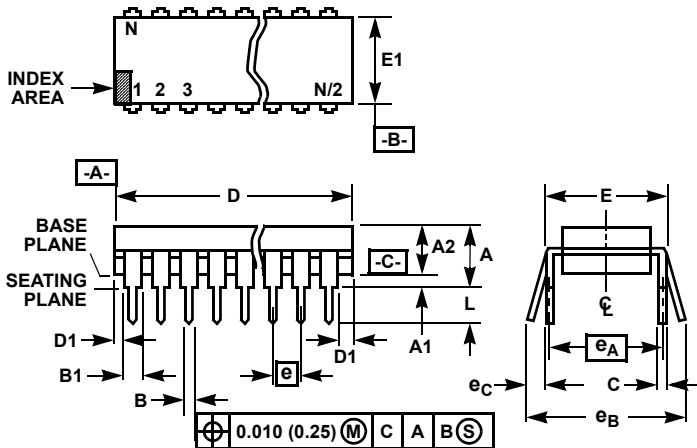 N
INDEX
AREA
1 2 3 N/2
E1
-B-
-A-
D
E
BASE
PLANE
A2
A
-C-
SEATING
PLANE
L
C
L
D1
D1
A1
eA
B1
e
eC
C
B
eB
⌖ 0.010 (0.25) Ⓜ C A B Ⓢ